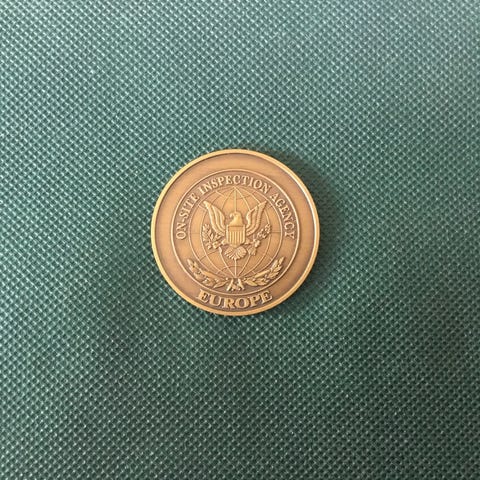 ON-SITE INSPECTION AGENCY
EUROPE